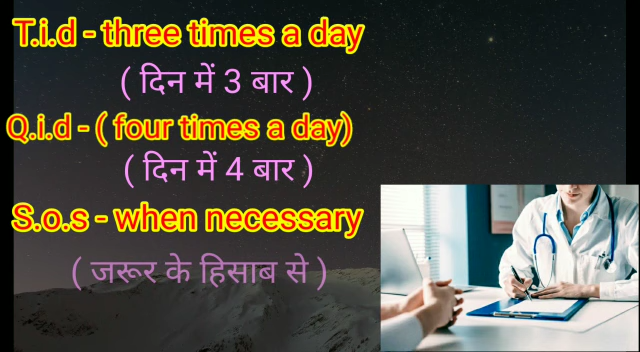 T.i.d - three times a day
( दिन में 3 बार )
Q.i.d - ( four times a day)
( दिन में 4 बार )
S.o.s - when necessary
( जरूर के हिसाब से )